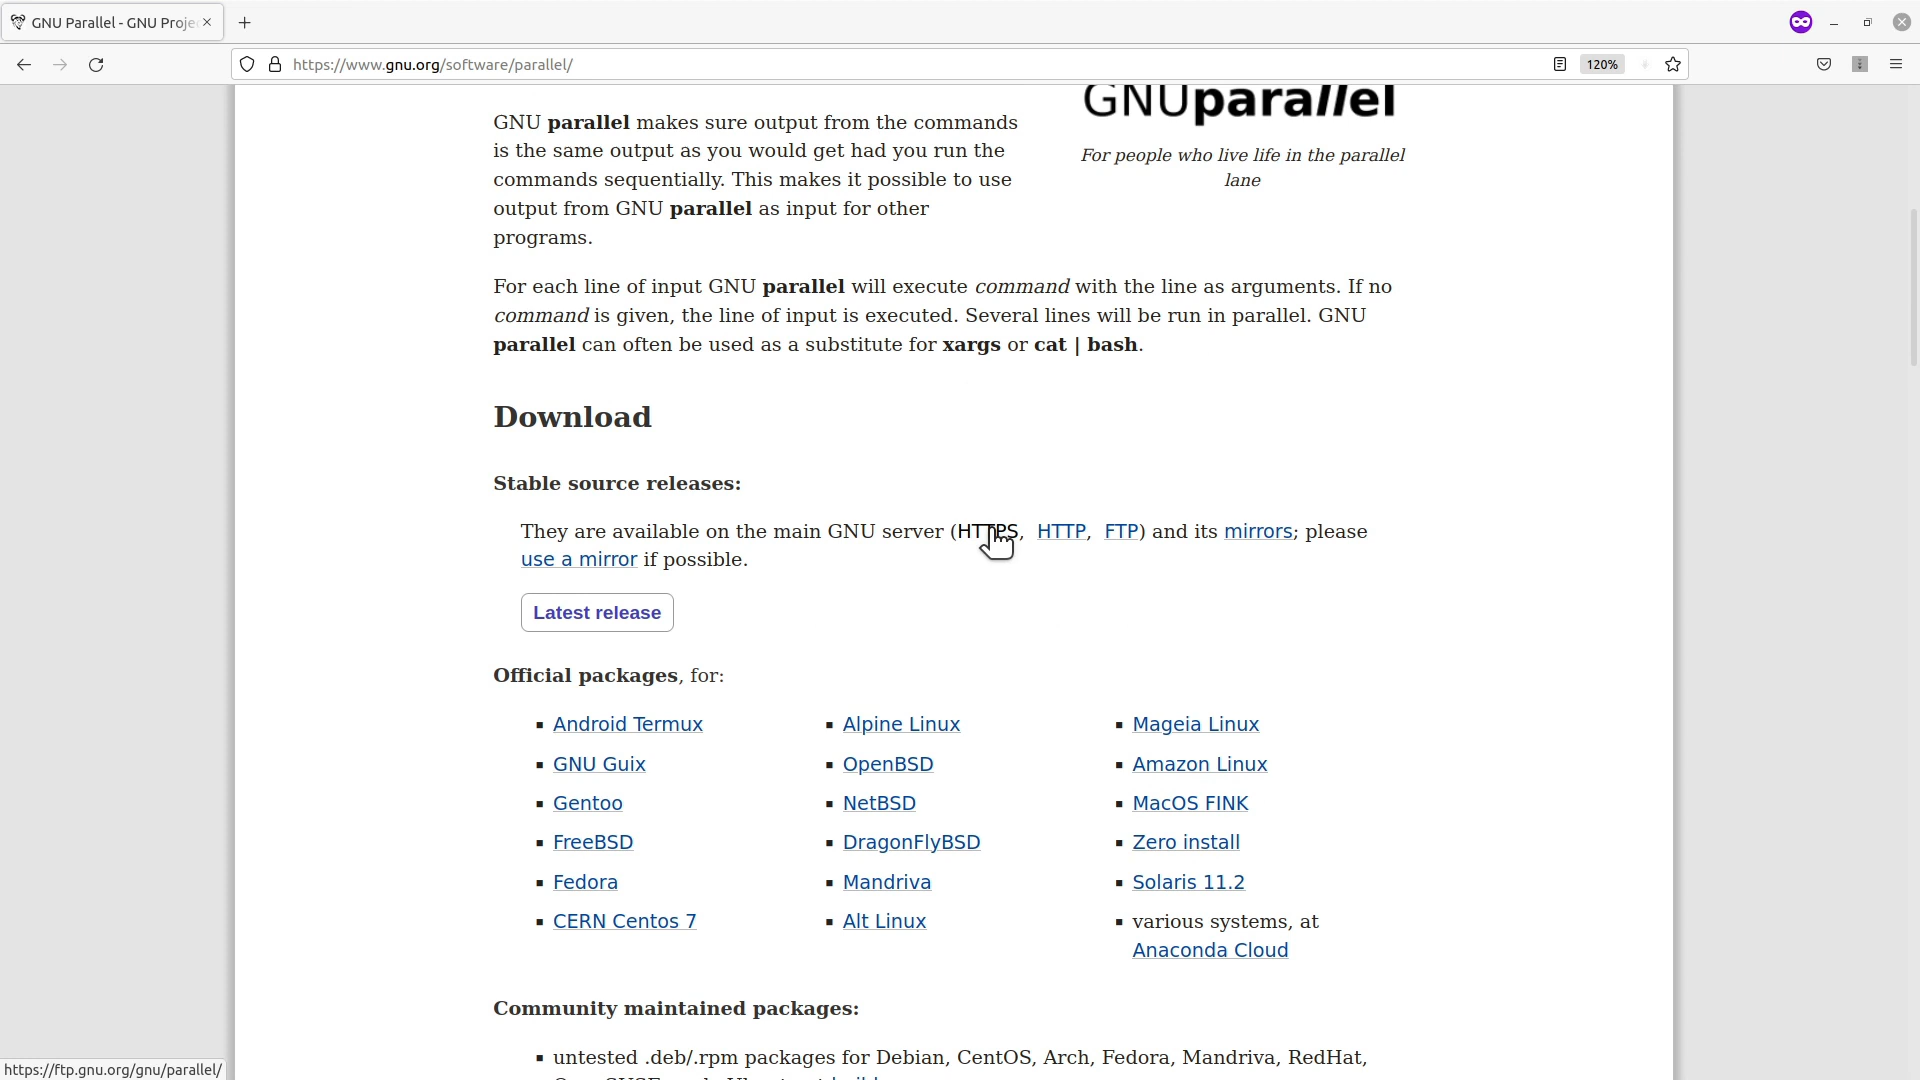 GNU Parallel - GNU Proje
https://www.gnu.org/software/parallel/
120%
GNUparallel
For people who live life in the parallel
lane
GNU parallel makes sure output from the commands
is the same output as you would get had you run the
commands sequentially. This makes it possible to use
output from GNU parallel as input for other
programs.
For each line of input GNU parallel will execute command with the line as arguments. If no
command is given, the line of input is executed. Several lines will be run in parallel. GNU
parallel can often be used as a substitute for xargs or cat | bash.
Download
Stable source releases:
They are available on the main GNU server (HTTPS, HTTP, FTP) and its mirrors; please
use a mirror if possible.
Latest release
Official packages, for:
Android Termux
GNU Guix
Gentoo
FreeBSD
Fedora
CERN Centos 7
Alpine Linux
OpenBSD
NetBSD
DragonFlyBSD
Mandriva
Alt Linux
Mageia Linux
Amazon Linux
MacOS FINK
Zero install
Solaris 11.2
various systems, at
Anaconda Cloud
Community maintained packages:
untested .deb/.rpm packages for Debian, CentOS, Arch, Fedora, Mandriva, RedHat,
https://ftp.gnu.org/gnu/parallel/